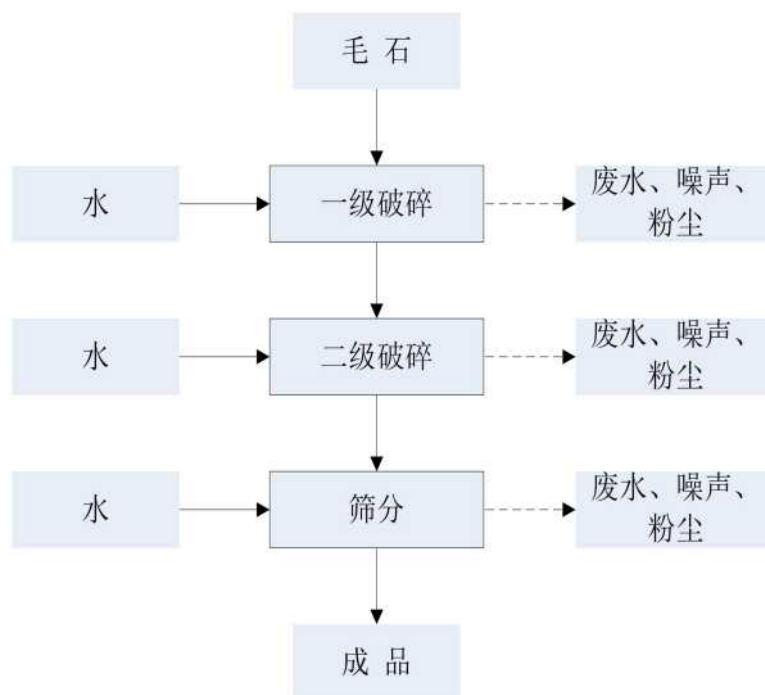 毛 石
水
一级破碎
废水、噪声、
粉尘
水
二级破碎
废水、噪声、
粉尘
水
筛分
废水、噪声、
粉尘
成 品